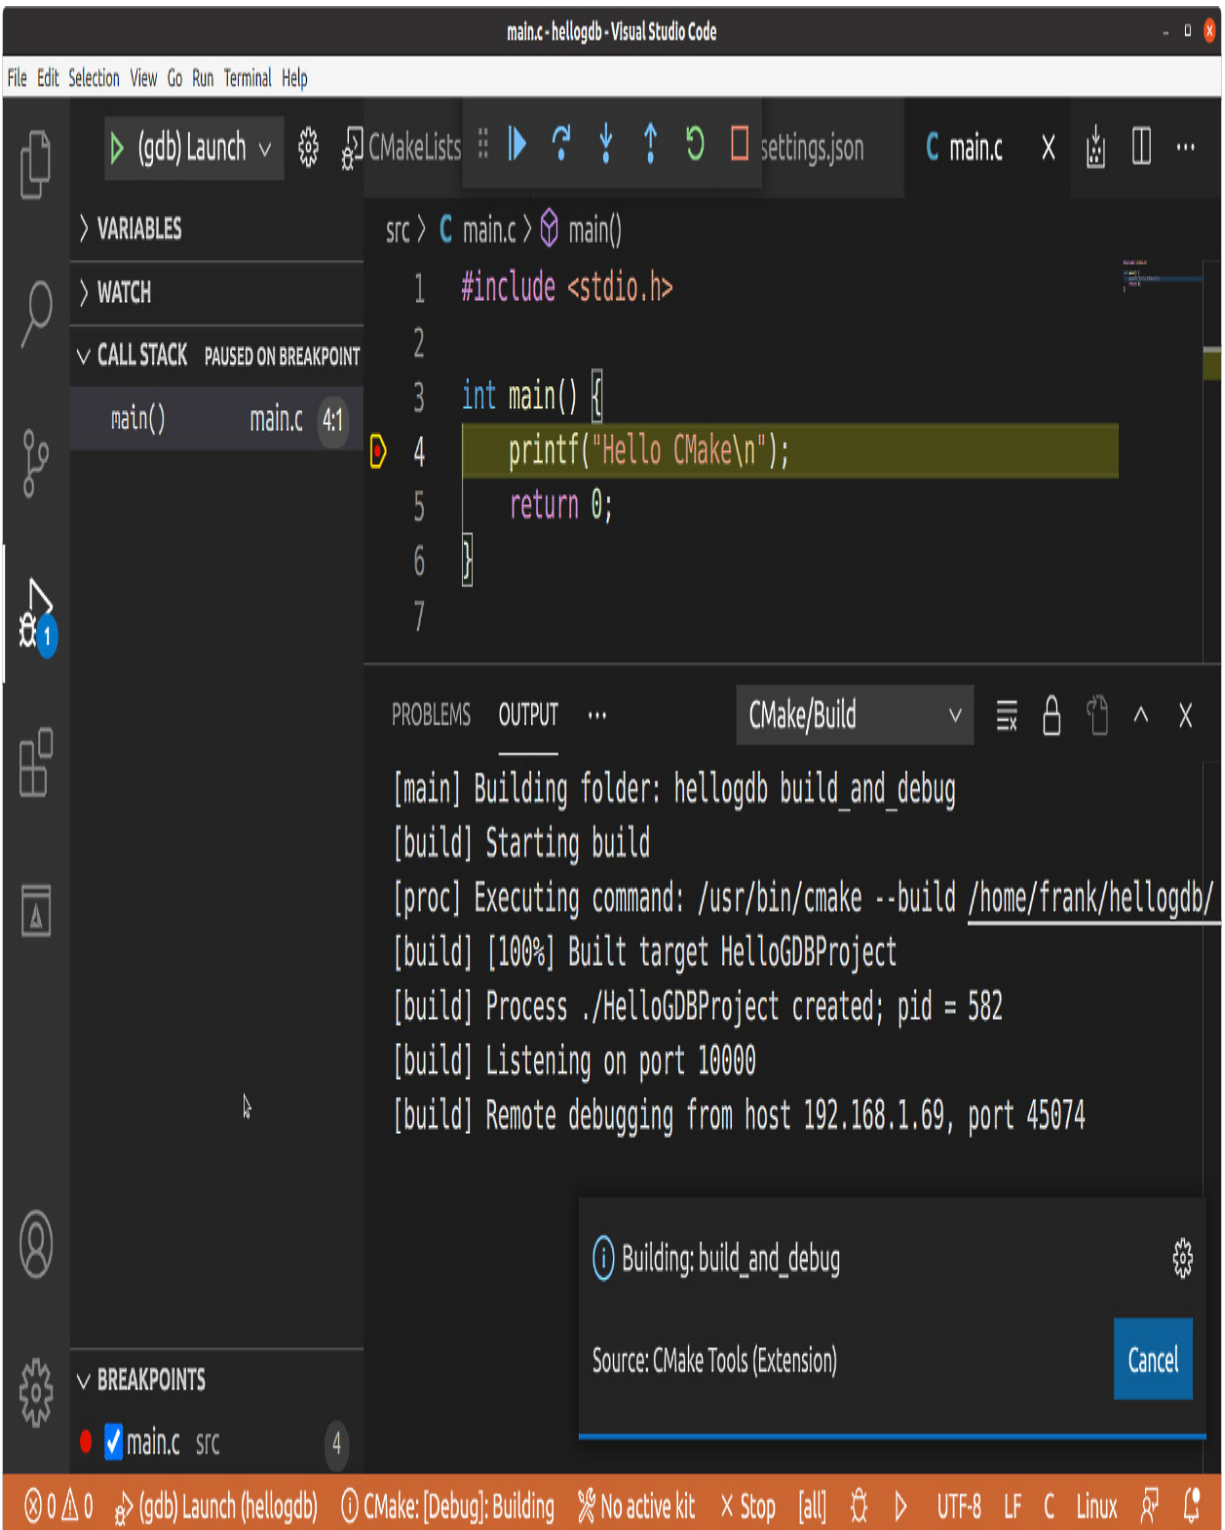 main.c - hellogdb - Visual Studio Code
File Edit Selection View Go Run Terminal Help
(gdb) Launch
CMakeLists
settings.json
C main.c
VARIABLES
WATCH
CALL STACK PAUSED ON BREAKPOINT
main() main.c 4:1
src > C main.c > main()
1 #include <stdio.h>
2
3 int main() {
4 printf("Hello CMake\n");
5 return 0;
6 }
7
1
PROBLEMS OUTPUT ... CMake/Build
[main] Building folder: hellogdb build_and_debug
[build] Starting build
[proc] Executing command: /usr/bin/cmake --build /home/frank/hellogdb/
[build] [100%] Built target HelloGDBProject
[build] Process ./HelloGDBProject created; pid = 582
[build] Listening on port 10000
[build] Remote debugging from host 192.168.1.69, port 45074
Building: build_and_debug
Source: CMake Tools (Extension)
Cancel
BREAKPOINTS
main.c src 4
0 0 (gdb) Launch (hellogdb) CMake: [Debug]: Building No active kit Stop [all] UTF-8 LF C Linux